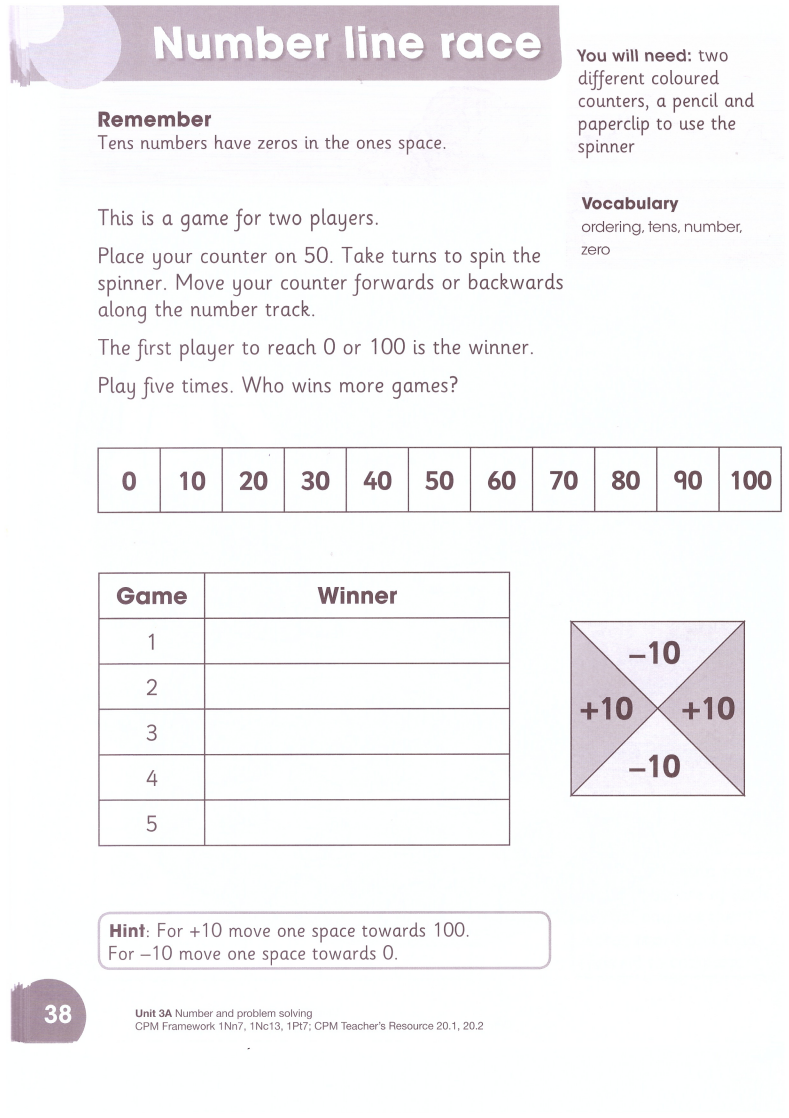 Number line race
You will need: two
different coloured
counters, a pencil and
paperclip to use the
spinner
Remember
Tens numbers have zeros in the ones space.
Vocabulary
ordering, tens, number,
zero
This is a game for two players.
Place your counter on 50. Take turns to spin the
spinner. Move your counter forwards or backwards
along the number track.
The first player to reach 0 or 100 is the winner.
Play five times. Who wins more games?
0 10 20 30 40 50 60 70 80 90 100
Game Winner
1
2
3
4
5
–10
+10 +10
–10
Hint: For +10 move one space towards 100.
For –10 move one space towards 0.
38
Unit 3A Number and problem solving
CPM Framework 1Nn7, 1Nc13, 1Pt7; CPM Teacher's Resource 20.1, 20.2